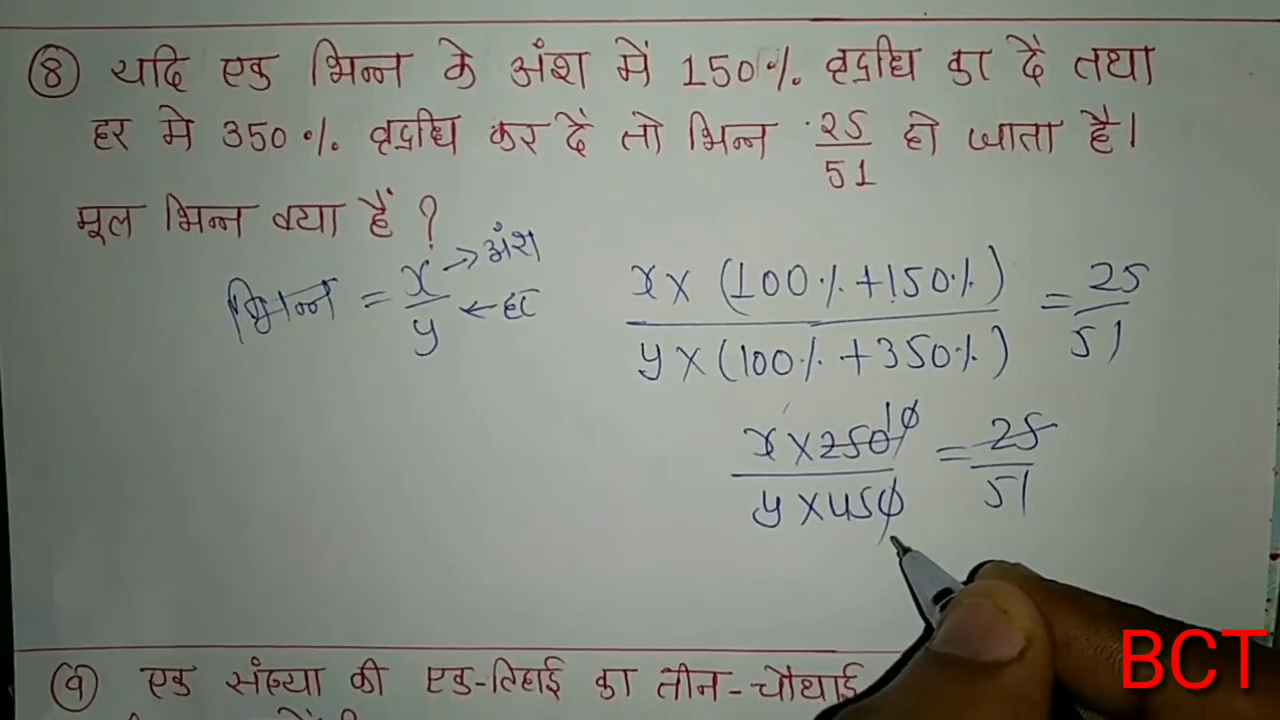 ⑧ यदि एक भिन्न के अंश में 150%. वृद्धि का दें तथा
हर मे 350%. वृद्धि कर दें तो भिन्न 25/51 हो जाता है।
मूल भिन्न क्या हैं ?
भिन्न = x/y → अंश ← हर
x × (100% + 150%) / y × (100% + 350%) = 25/51
x × 250 / y × 450 = 25/51
10
⑨ एक संख्या की एक-तिहाई का तीन-चौथाई
BCT